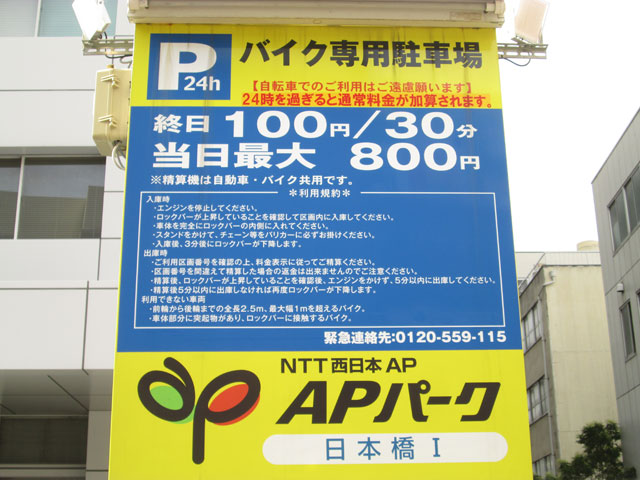 P
24h
バイク専用駐車場
【自転車でのご利用はご遠慮願います】
24時を過ぎると通常料金が加算されます。
終日 100円/30分
当日最大 800円
※精算機は自動車・バイク共用です。
＊利用規約＊
入庫時
・エンジンを停止してください。
・ロックバーが上昇していることを確認して区画内に入庫してください。
・車体を完全にロックバーの内側に入れてください。
・スタンドをかけて、チェーン等をバリカーに必ずお掛けください。
・入庫後、3分後にロックバーが下降します。
出庫時
・ご利用区画番号を確認の上、料金表示に従ってご精算ください。
・区画番号を間違えて精算した場合の返金は出来ませんのでご注意ください。
・精算後、ロックバーが上昇していることを確認後、エンジンをかけず、5分以内に出庫してください。
・精算後5分以内に出庫しなければ再度ロックバーが下降します。
利用できない車両
・前輪から後輪までの全長2.5m、最大幅1mを超えるバイク。
・車体部分に突起物があり、ロックバーに接触するバイク。
緊急連絡先:0120-559-115
NTT西日本AP
APパーク
日本橋 I